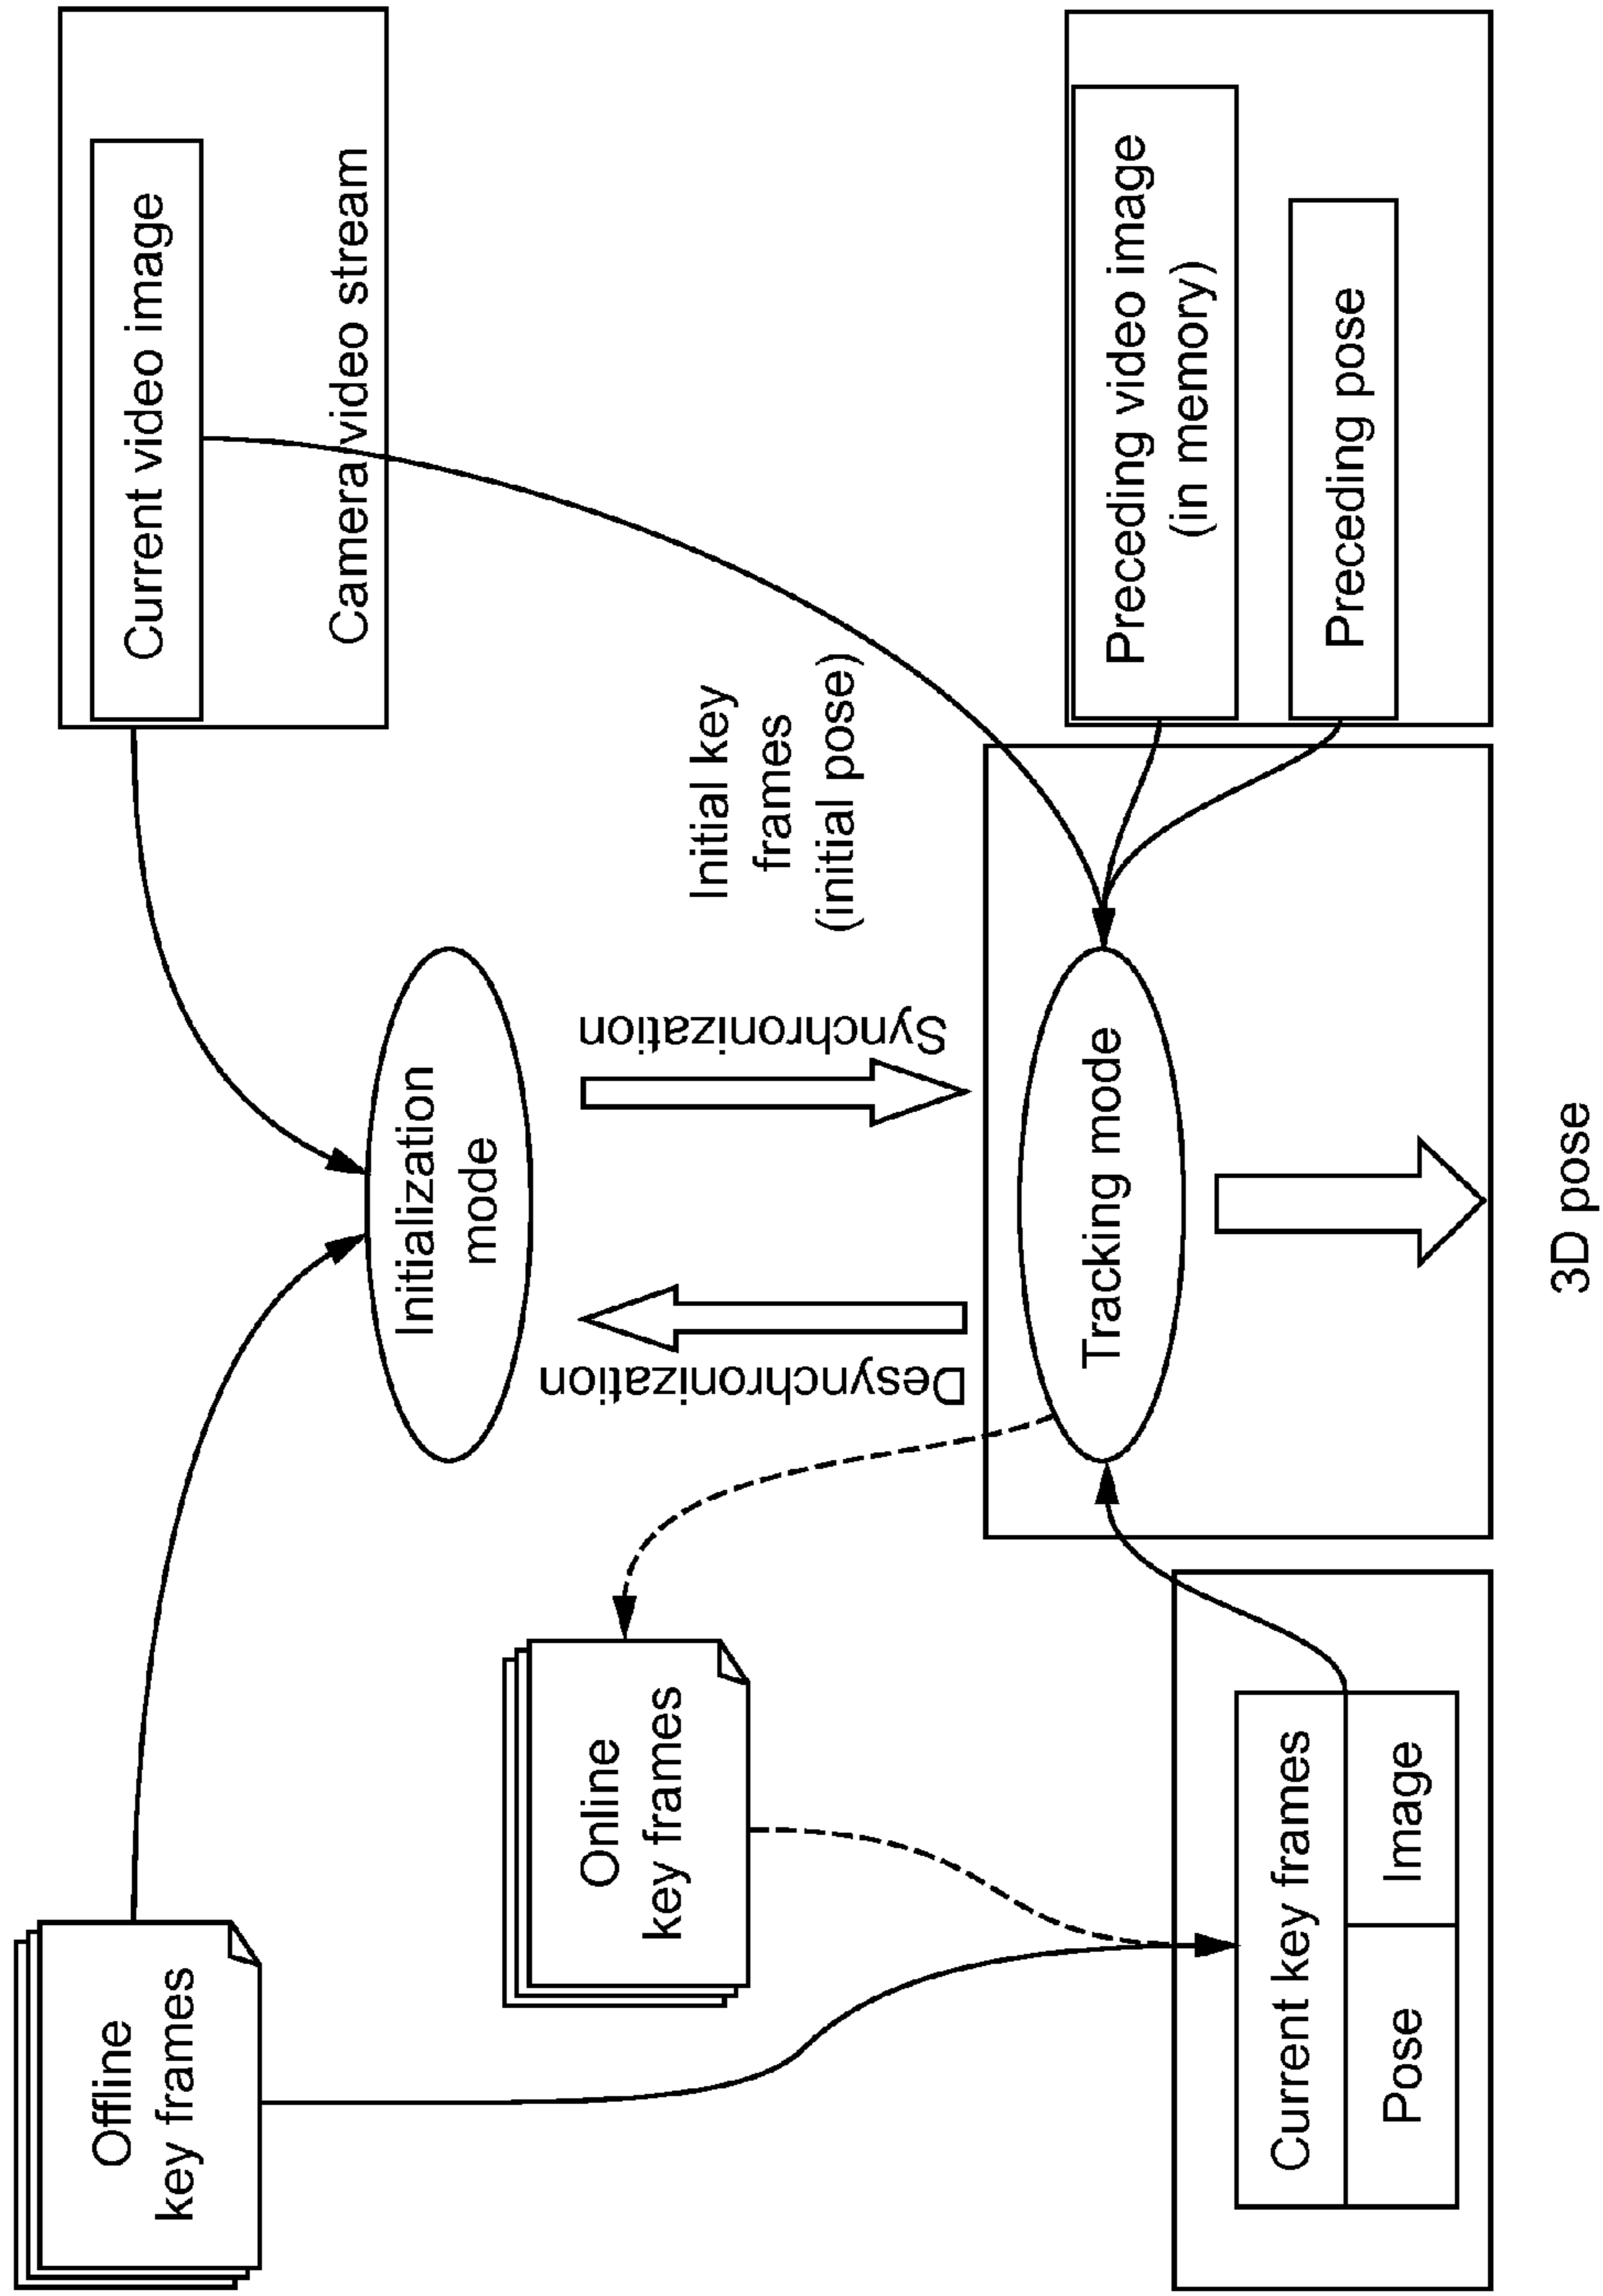 Offline
key frames
Current video image
Camera video stream
Initialization
mode
Online
key frames
Desynchronization
Synchronization
Initial key
frames
(initial pose)
Tracking mode
Preceding video image
(in memory)
Preceding pose
Current key frames
Pose
Image
3D pose